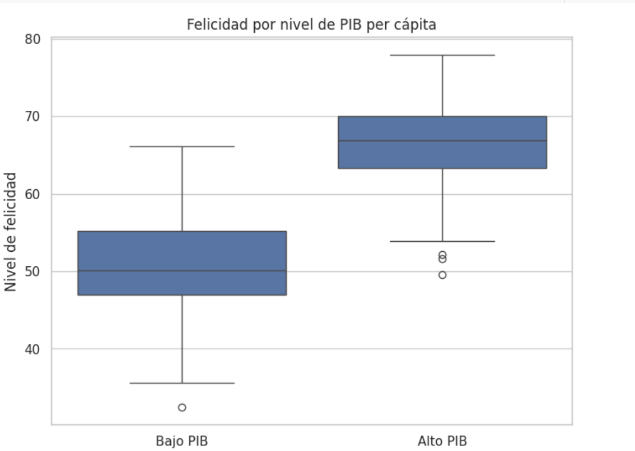 Felicidad por nivel de PIB per cápita
Nivel de felicidad
80
70
60
50
40
Bajo PIB
Alto PIB